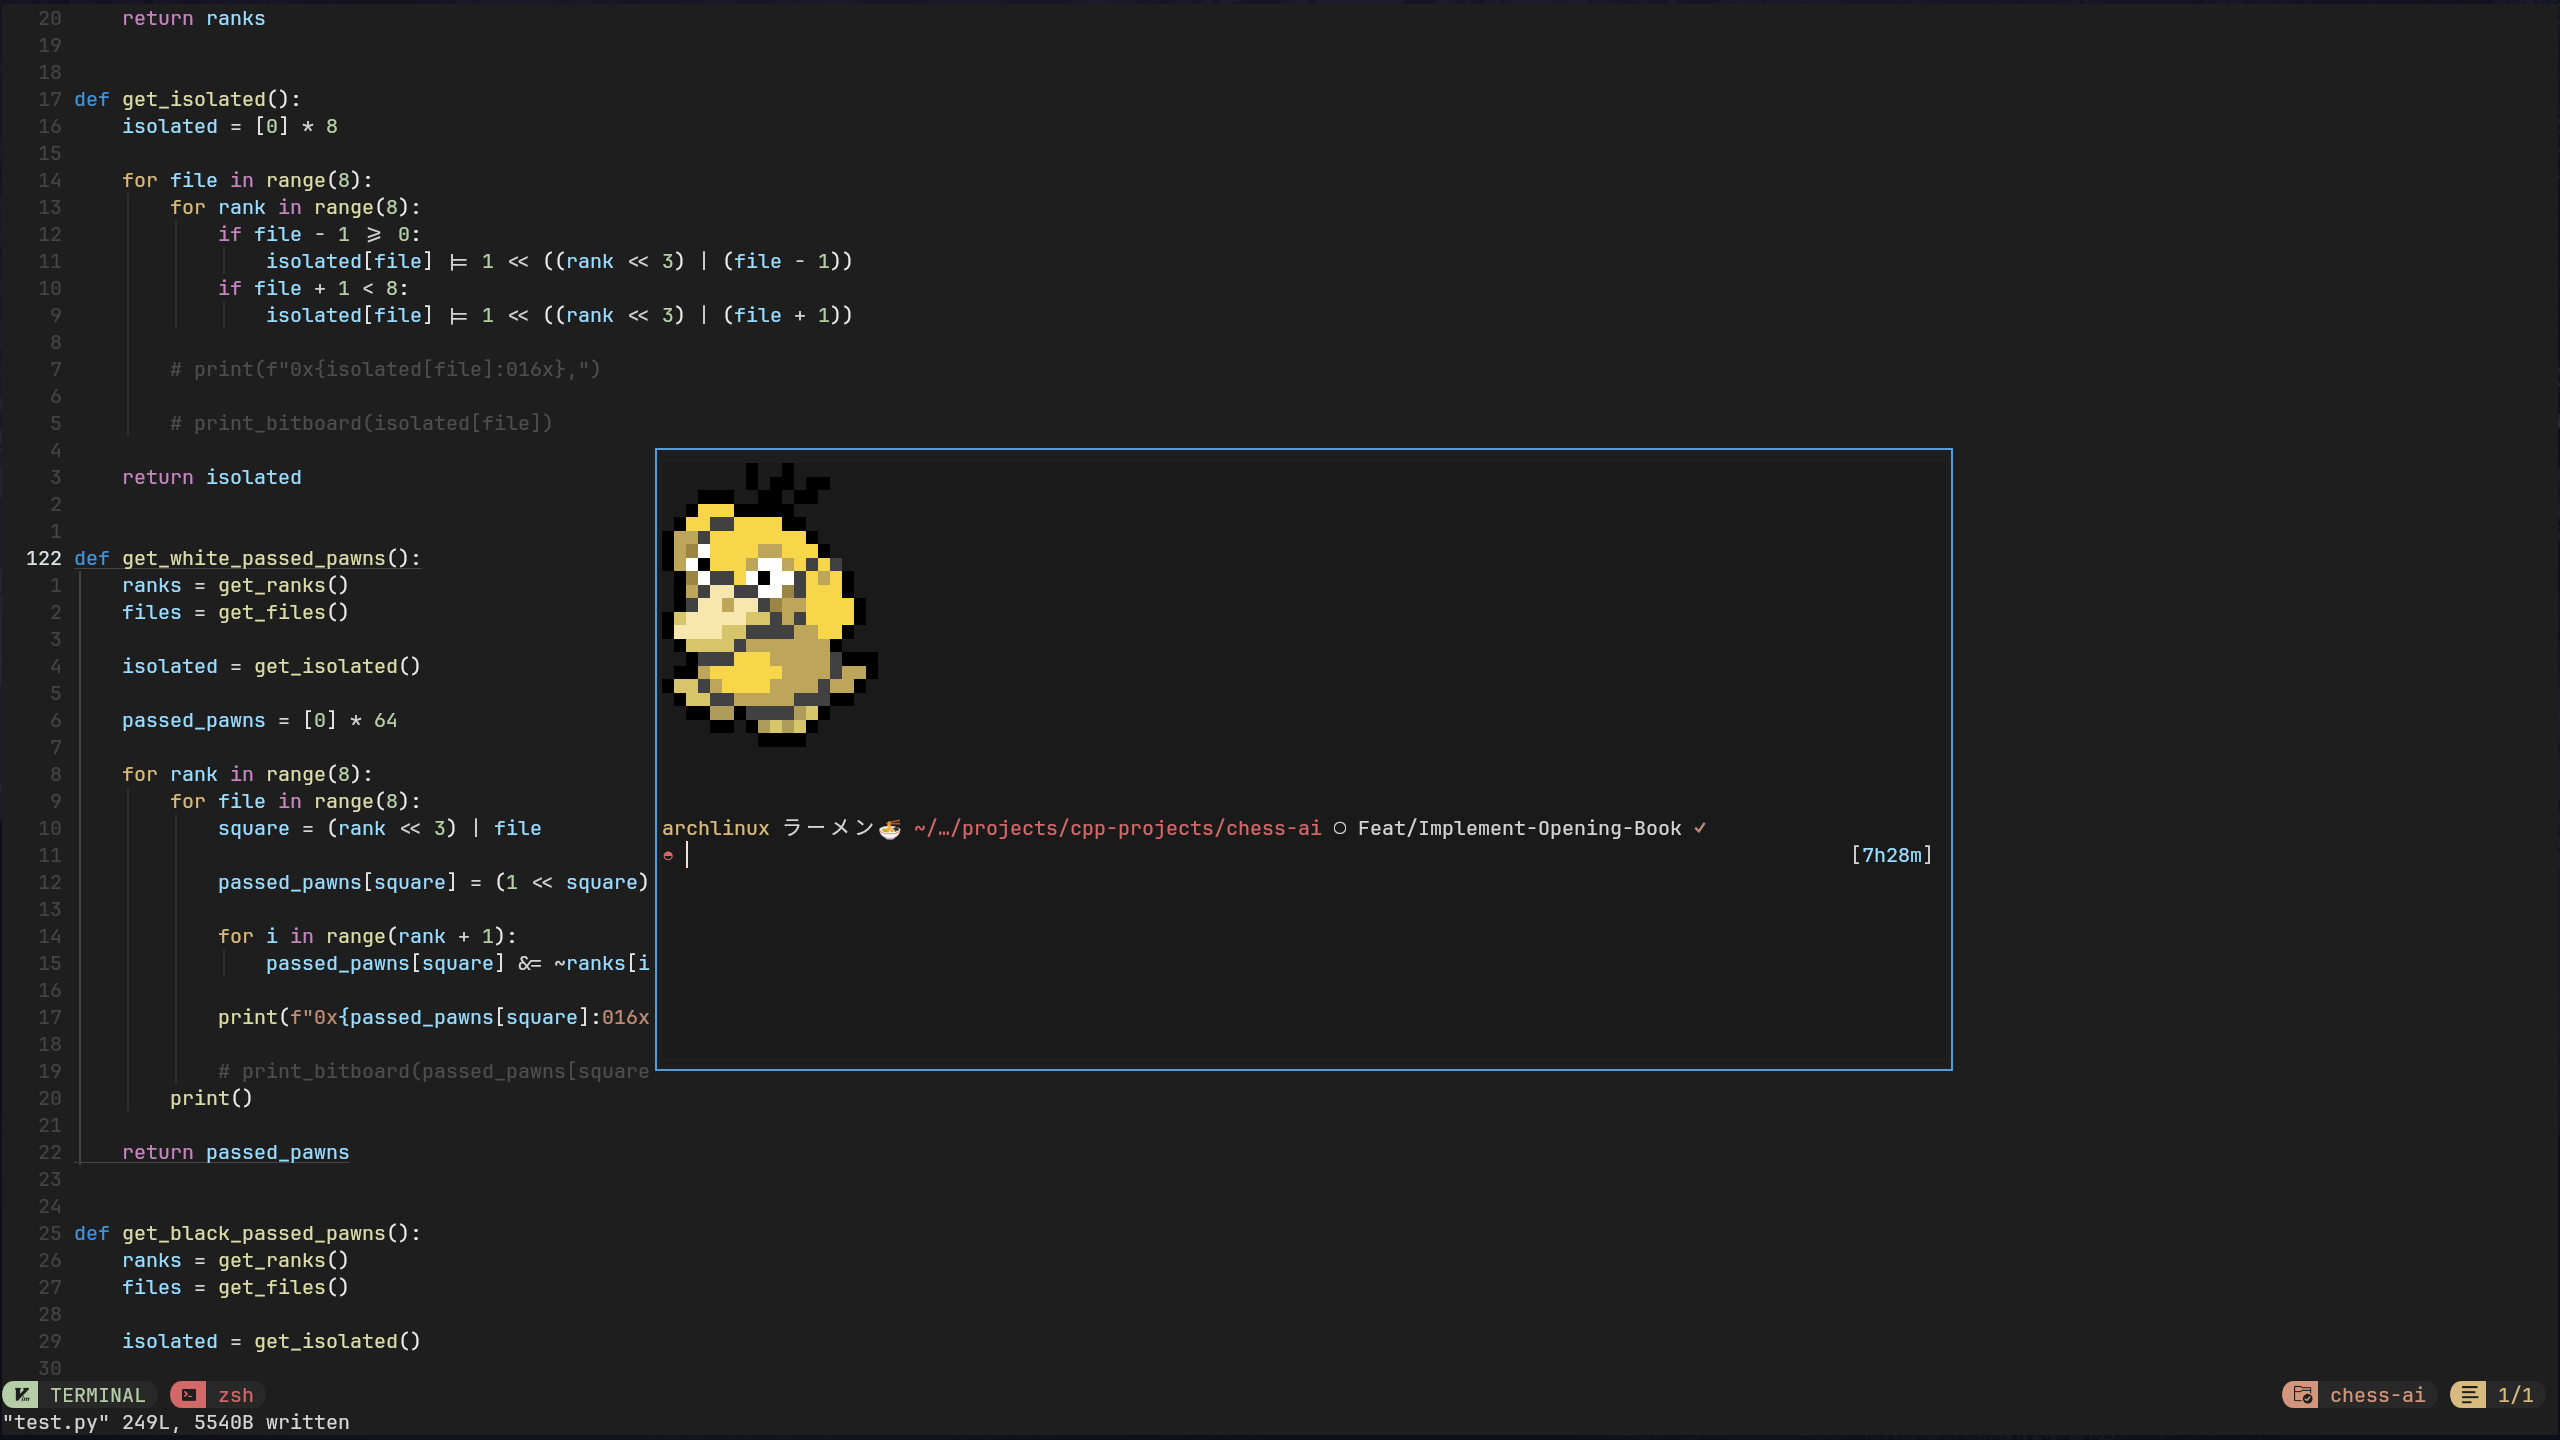 20 return ranks
19
18
17 def get_isolated():
16 isolated = [0] * 8
15
14 for file in range(8):
13 for rank in range(8):
12 if file - 1 >= 0:
11 isolated[file] |= 1 << ((rank << 3) | (file - 1))
10 if file + 1 < 8:
9 isolated[file] |= 1 << ((rank << 3) | (file + 1))
8
7 # print(f"0x{isolated[file]:016x},")
6
5 # print_bitboard(isolated[file])
4
3 return isolated
2
1
122 def get_white_passed_pawns():
1 ranks = get_ranks()
2 files = get_files()
3
4 isolated = get_isolated()
5
6 passed_pawns = [0] * 64
7
8 for rank in range(8):
9 for file in range(8):
10 square = (rank << 3) | file
11
12 passed_pawns[square] = (1 << square)
13
14 for i in range(rank + 1):
15 passed_pawns[square] &= ~ranks[i
16
17 print(f"0x{passed_pawns[square]:016x
18
19 # print_bitboard(passed_pawns[square
20 print()
21
22 return passed_pawns
23
24
25 def get_black_passed_pawns():
26 ranks = get_ranks()
27 files = get_files()
28
29 isolated = get_isolated()
30
archlinux ラーメン🍜 ~/…/projects/cpp-projects/chess-ai Feat/Implement-Opening-Book ✓
[7h28m]
TERMINAL zsh chess-ai 1/1
"test.py" 249L, 5540B written